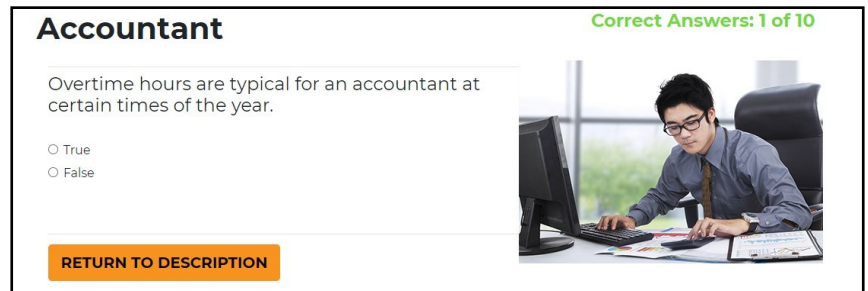 Accountant
Correct Answers: 1 of 10
Overtime hours are typical for an accountant at
certain times of the year.
True
False
RETURN TO DESCRIPTION